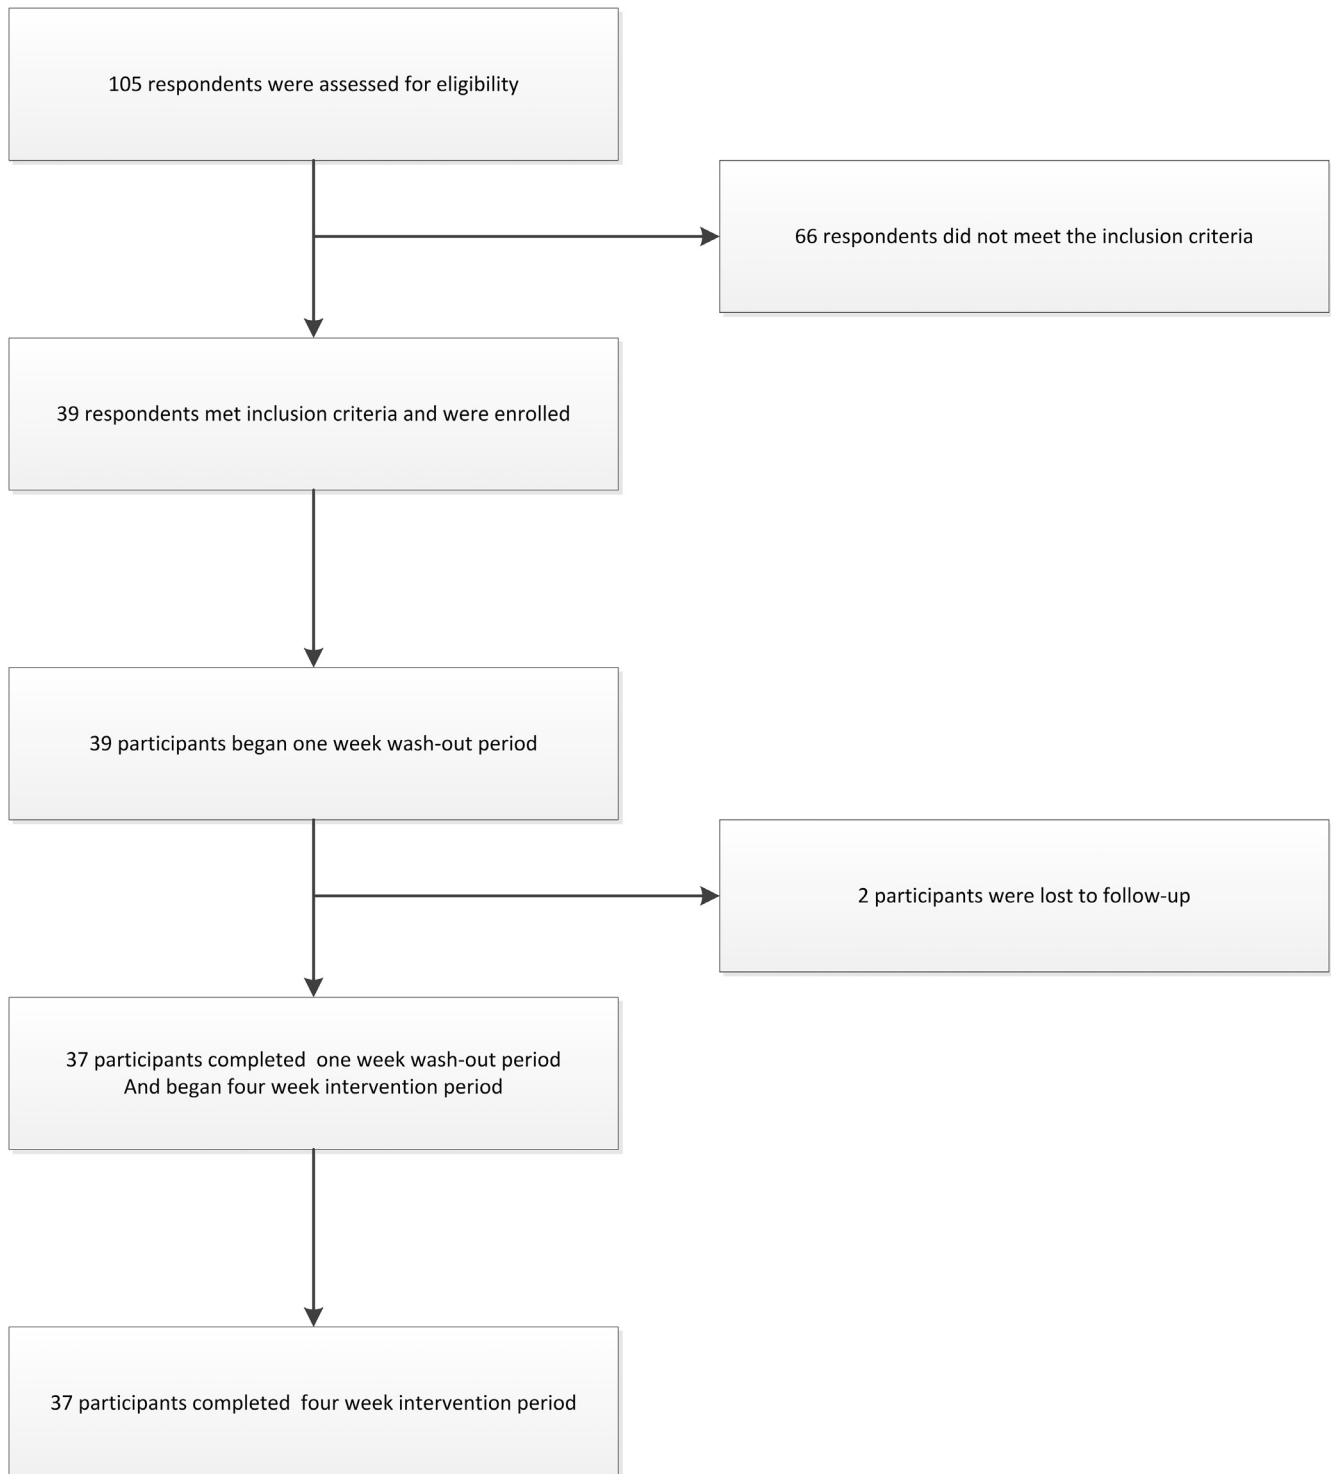 105 respondents were assessed for eligibility
66 respondents did not meet the inclusion criteria
39 respondents met inclusion criteria and were enrolled
39 participants began one week wash-out period
2 participants were lost to follow-up
37 participants completed  one week wash-out period
And began four week intervention period
37 participants completed  four week intervention period